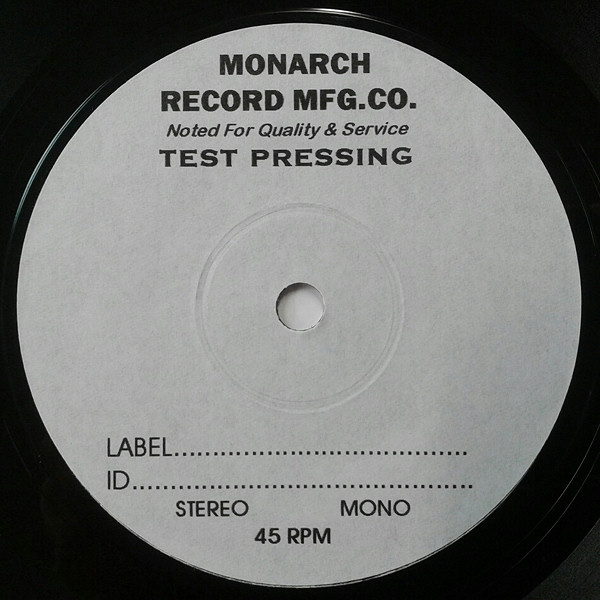 MONARCH
RECORD MFG.CO.
Noted For Quality & Service
TEST PRESSING
LABEL......................................
ID............................................
STEREO MONO
45 RPM